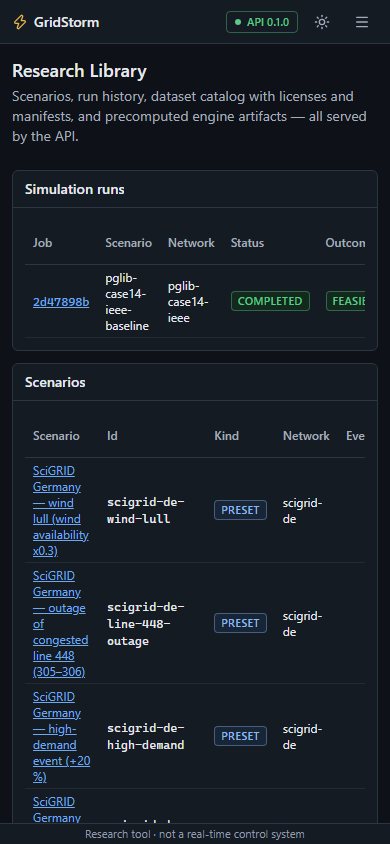 GridStorm
API 0.1.0
Research Library
Scenarios, run history, dataset catalog with licenses and
manifests, and precomputed engine artifacts — all served
by the API.
Simulation runs
Job Scenario Network Status Outcom
2d47898b
pglib-
case14-
ieee-
baseline
pglib-
case14-
ieee
COMPLETED
FEASIB
Scenarios
Scenario Id Kind Network Eve
SciGRID
Germany
— wind
lull (wind
availability
x0.3)
scigrid-de-
wind-lull
PRESET
scigrid-
de
SciGRID
Germany
— outage
of
congested
line 448
(305–306)
scigrid-de-
line-448-
outage
PRESET
scigrid-
de
SciGRID
Germany
— high-
demand
event (+20
%)
scigrid-de-
high-demand
PRESET
scigrid-
de
SciGRID
Germany
Research tool · not a real-time control system